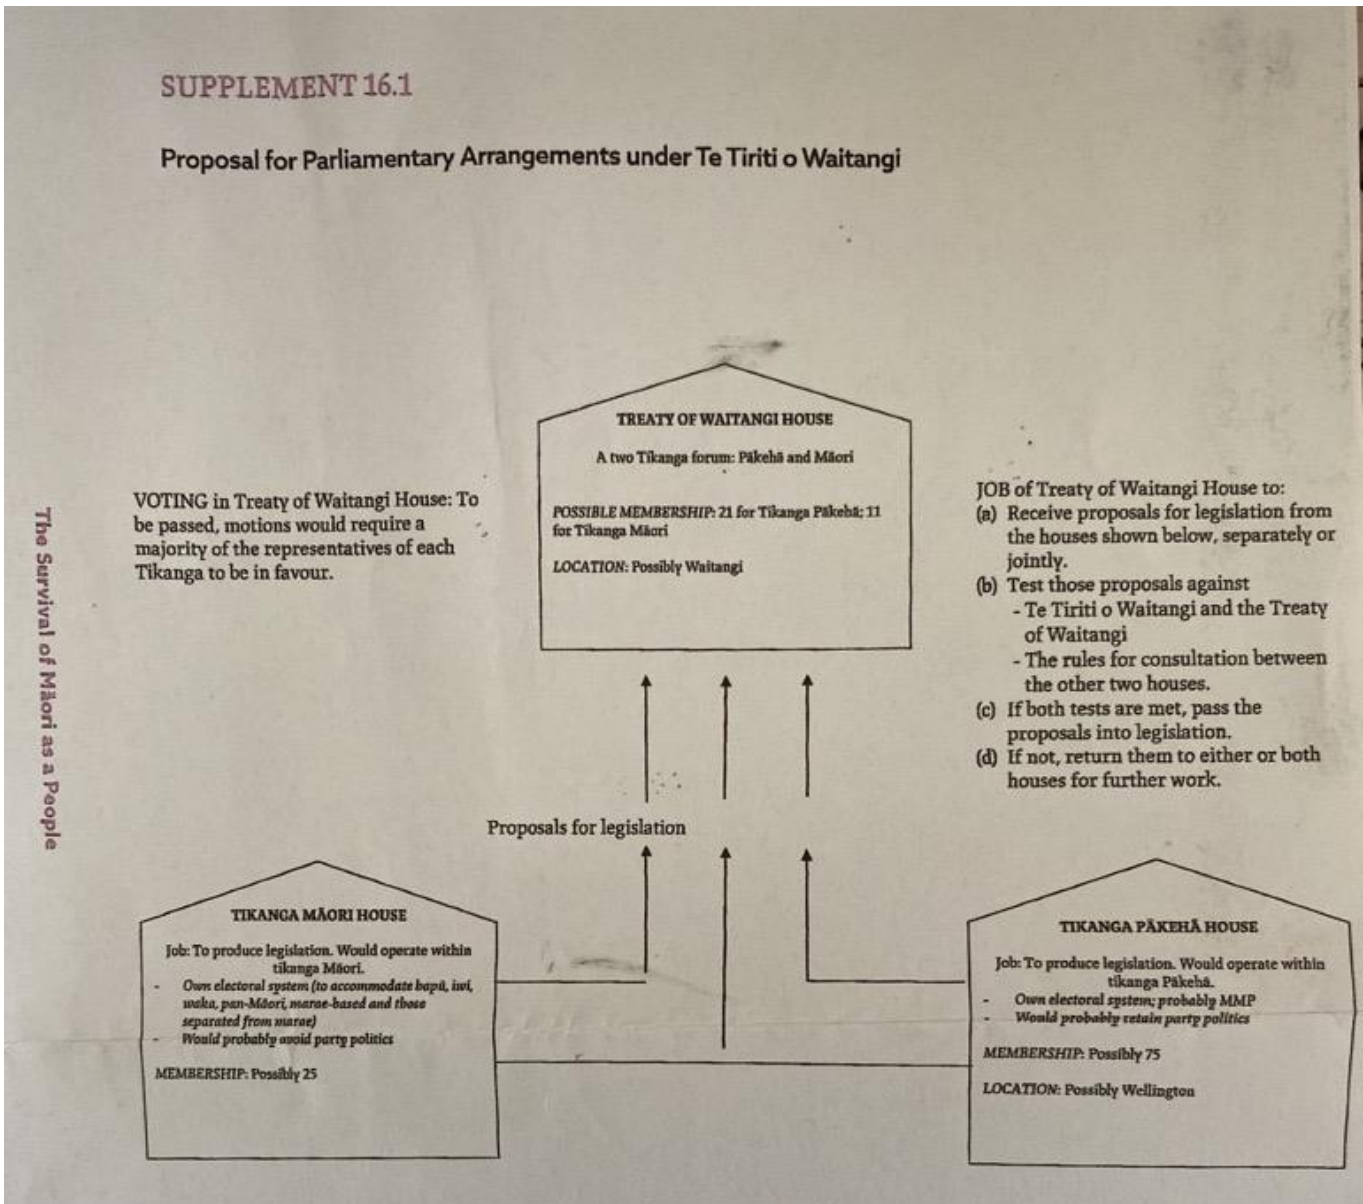 SUPPLEMENT 16.1
Proposal for Parliamentary Arrangements under Te Tiriti o Waitangi
TREATY OF WAITANGI HOUSE
A two Tikanga forum: Pākehā and Māori
POSSIBLE MEMBERSHIP: 21 for Tikanga Pākehā; 11
for Tikanga Māori
LOCATION: Possibly Waitangi
VOTING in Treaty of Waitangi House: To
be passed, motions would require a
majority of the representatives of each
Tikanga to be in favour.
JOB of Treaty of Waitangi House to:
(a) Receive proposals for legislation from
the houses shown below, separately or
jointly.
(b) Test those proposals against
- Te Tiriti o Waitangi and the Treaty
of Waitangi
- The rules for consultation between
the other two houses.
(c) If both tests are met, pass the
proposals into legislation.
(d) If not, return them to either or both
houses for further work.
The Survival of Māori as a People
Proposals for legislation
TIKANGA MĀORI HOUSE
Job: To produce legislation. Would operate within
tikanga Māori.
- Own electoral system (to accommodate hapū, iwi,
waka, pan-Māori, marae-based and those
separated from marae)
- Would probably avoid party politics
MEMBERSHIP: Possibly 25
TIKANGA PĀKEHĀ HOUSE
Job: To produce legislation. Would operate within
tikanga Pākehā.
- Own electoral system; probably MMP
- Would probably retain party politics
MEMBERSHIP: Possibly 75
LOCATION: Possibly Wellington